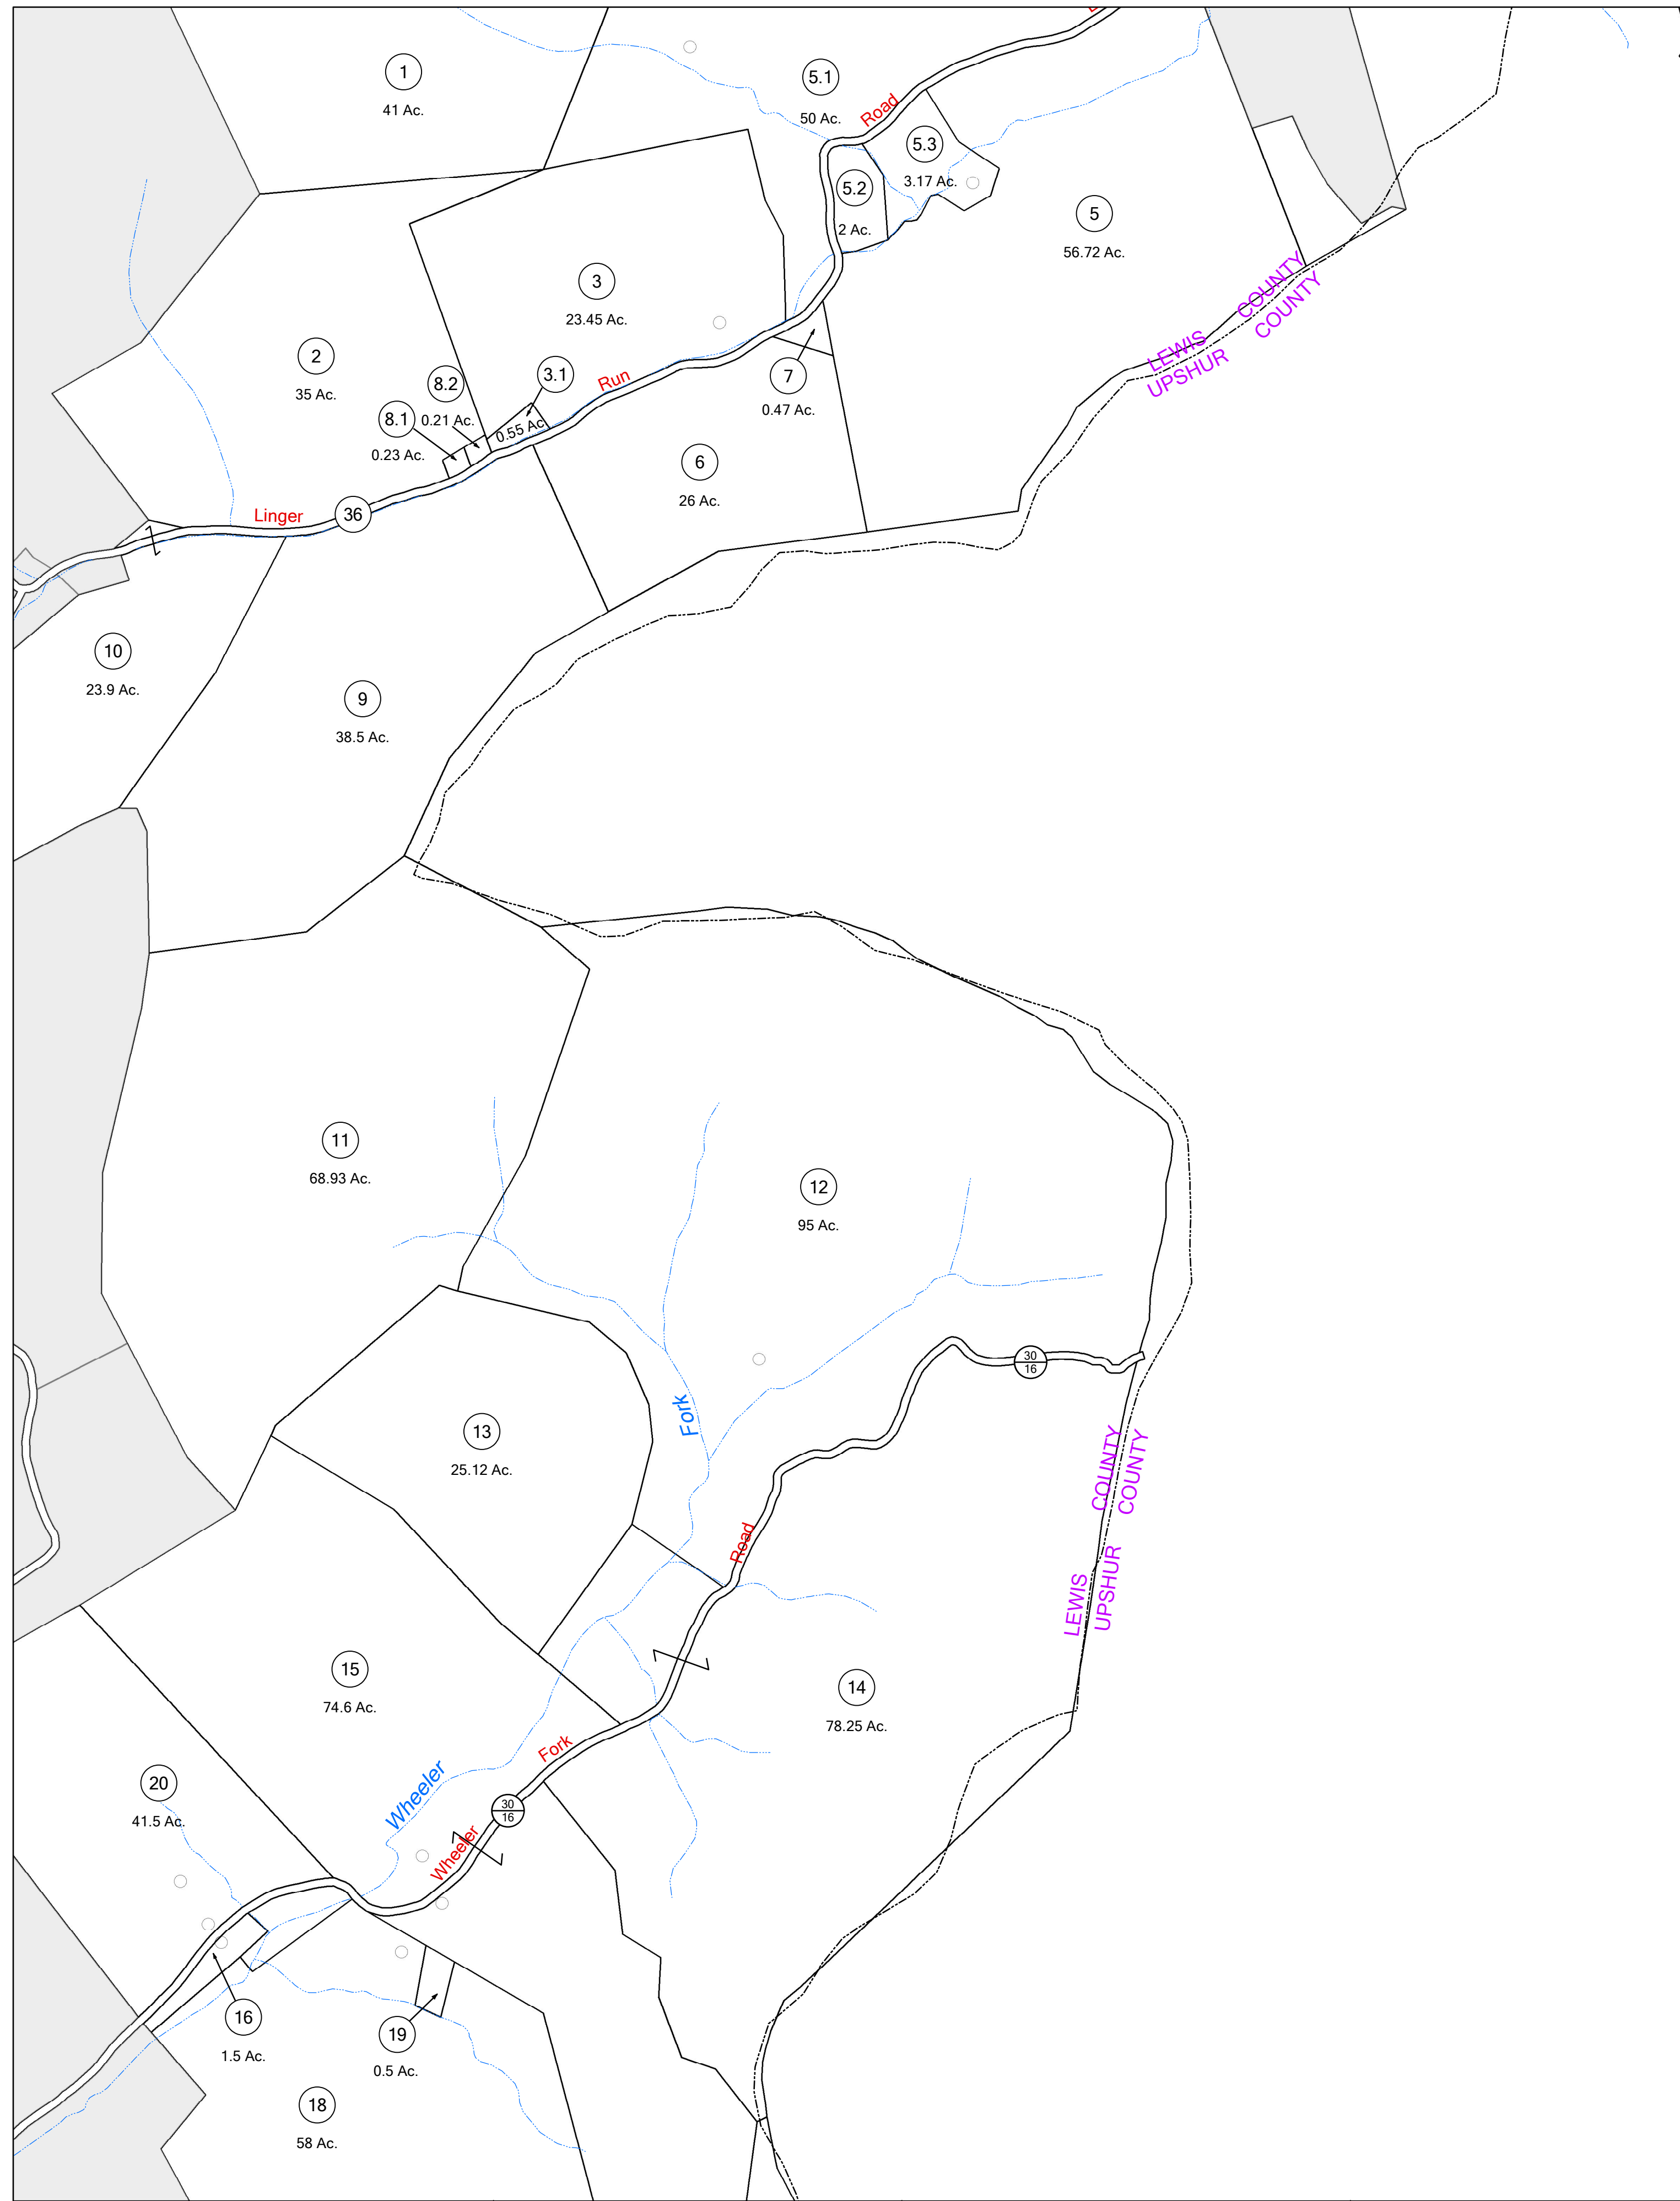 1
41 Ac.
5.1
50 Ac.
Road
5.3
3.17 Ac.
5.2
2 Ac.
5
56.72 Ac.
3
23.45 Ac.
LEWIS COUNTY
UPSHUR COUNTY
2
35 Ac.
8.2
0.21 Ac.
3.1
0.55 Ac.
Run
7
0.47 Ac.
8.1
0.23 Ac.
6
26 Ac.
Linger
36
10
23.9 Ac.
9
38.5 Ac.
11
68.93 Ac.
12
95 Ac.
30
16
Fork
13
25.12 Ac.
LEWIS COUNTY
UPSHUR COUNTY
Road
15
74.6 Ac.
14
78.25 Ac.
Fork
20
41.5 Ac.
Wheeler
30
16
Wheeler
16
1.5 Ac.
19
0.5 Ac.
18
58 Ac.